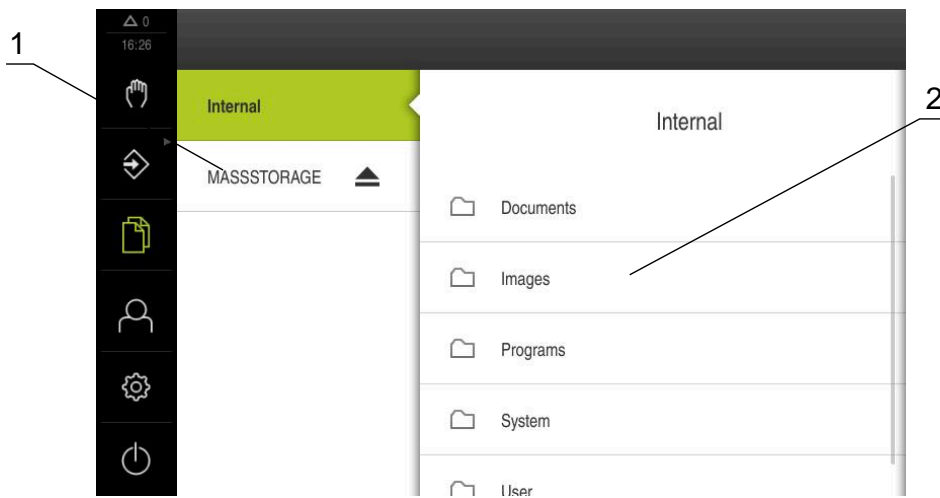 1
0
16:26
Internal
MASSSTORAGE
Internal
2
Documents
Images
Programs
System
User